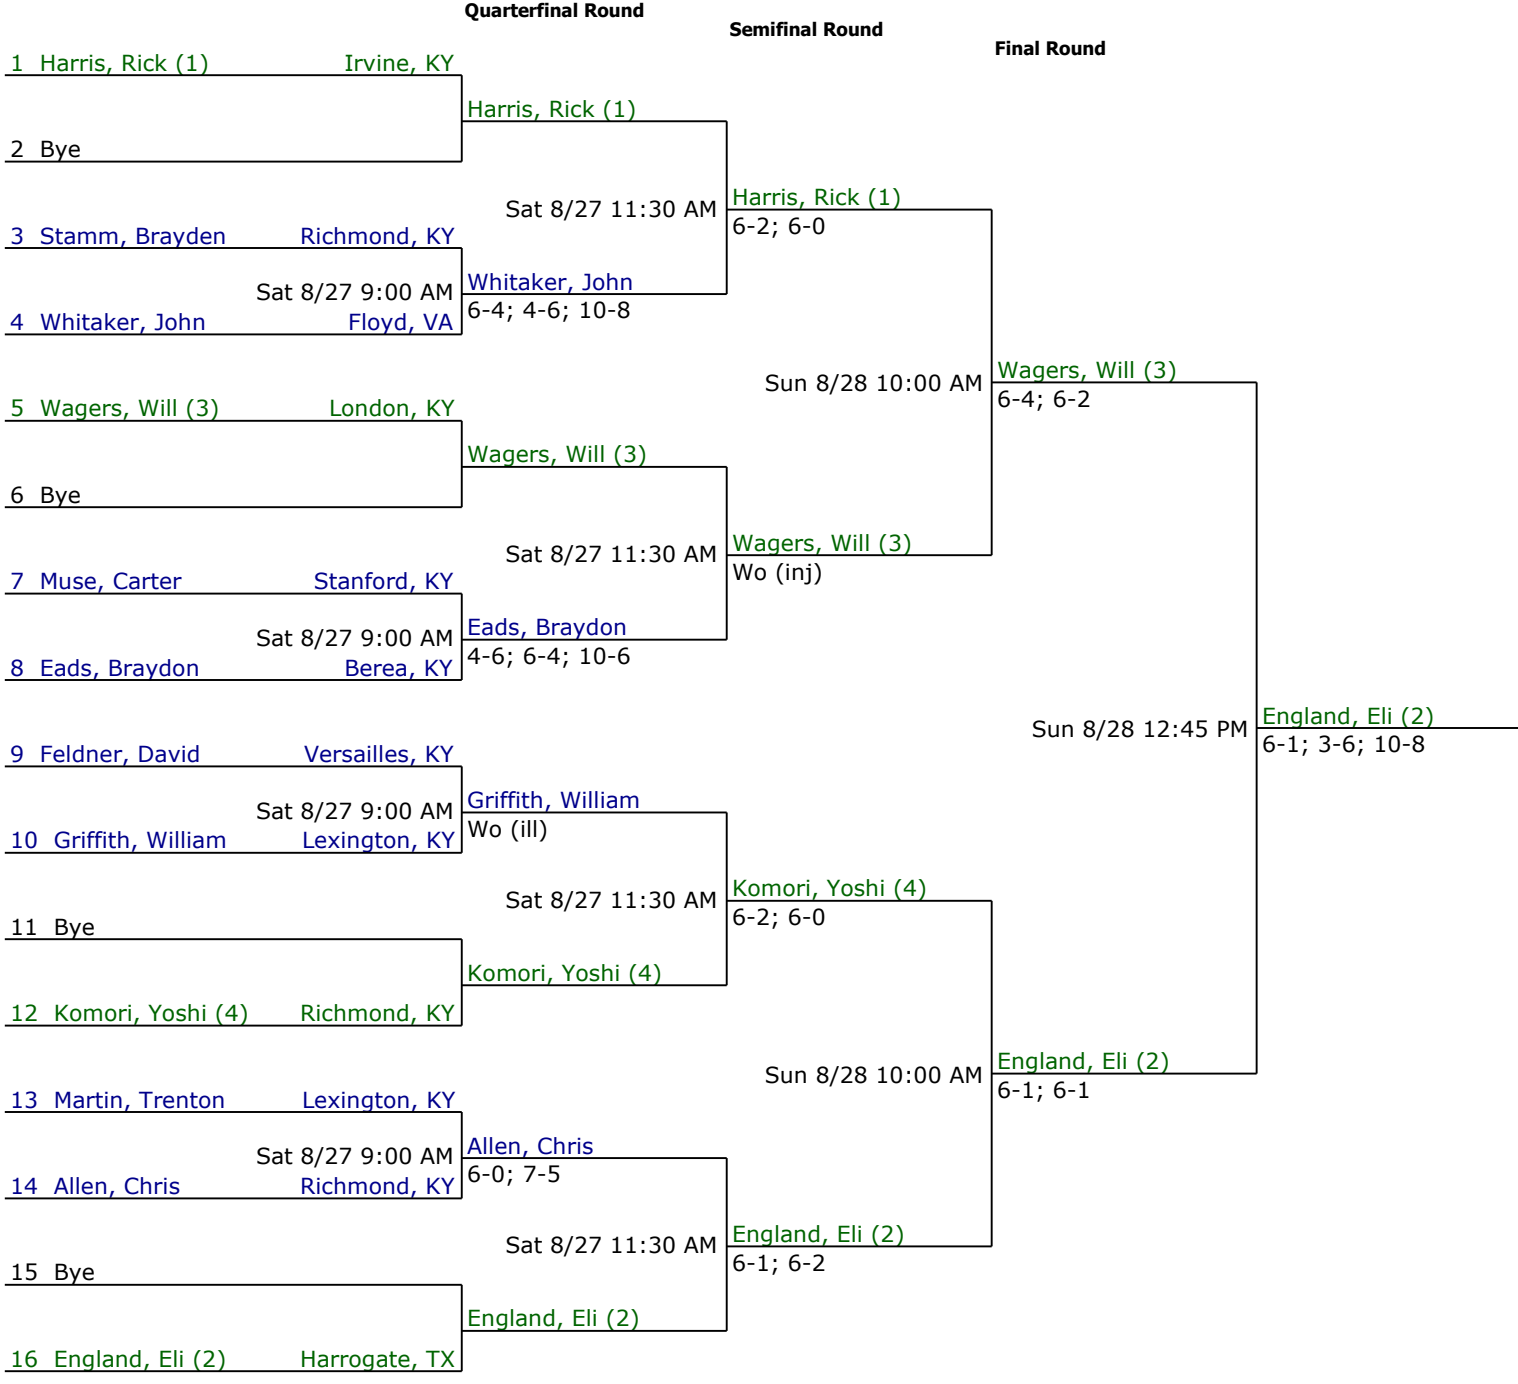 Quarterfinal Round
Semifinal Round
Final Round
1 Harris, Rick (1) Irvine, KY
Harris, Rick (1)
2 Bye
Sat 8/27 11:30 AM Harris, Rick (1)
6-2; 6-0
3 Stamm, Brayden Richmond, KY
Sat 8/27 9:00 AM Whitaker, John
6-4; 4-6; 10-8
4 Whitaker, John Floyd, VA
Sun 8/28 10:00 AM Wagers, Will (3)
6-4; 6-2
5 Wagers, Will (3) London, KY
Wagers, Will (3)
6 Bye
Sat 8/27 11:30 AM Wagers, Will (3)
Wo (inj)
7 Muse, Carter Stanford, KY
Sat 8/27 9:00 AM Eads, Braydon
4-6; 6-4; 10-6
8 Eads, Braydon Berea, KY
Sun 8/28 12:45 PM England, Eli (2)
6-1; 3-6; 10-8
9 Feldner, David Versailles, KY
Sat 8/27 9:00 AM Griffith, William
Wo (ill)
10 Griffith, William Lexington, KY
Sat 8/27 11:30 AM Komori, Yoshi (4)
6-2; 6-0
11 Bye
Komori, Yoshi (4)
12 Komori, Yoshi (4) Richmond, KY
Sun 8/28 10:00 AM England, Eli (2)
6-1; 6-1
13 Martin, Trenton Lexington, KY
Sat 8/27 9:00 AM Allen, Chris
6-0; 7-5
14 Allen, Chris Richmond, KY
Sat 8/27 11:30 AM England, Eli (2)
6-1; 6-2
15 Bye
England, Eli (2)
16 England, Eli (2) Harrogate, TX